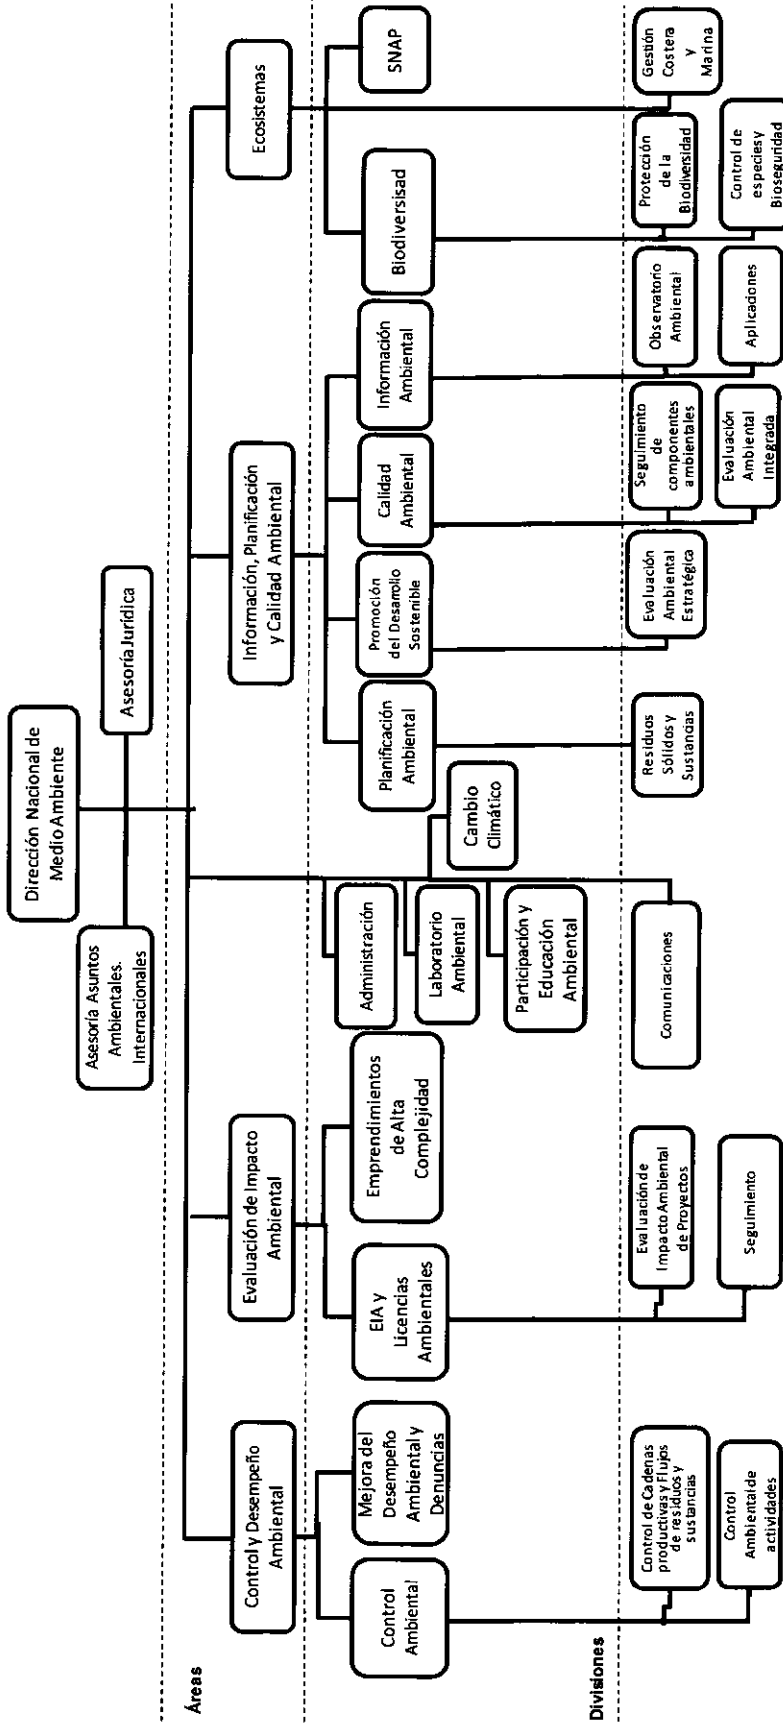 Dirección Nacional de
Medio Ambiente
Asesoría Asuntos
Ambientales.
Internacionales
Asesoría Jurídica
Áreas
Control y Desempeño
Ambiental
Evaluación de Impacto
Ambiental
Información, Planificación
y Calidad Ambiental
Ecosistemas
Control
Ambiental
Mejora del
Desempeño
Ambiental y
Denuncias
EIA y
Licencias
Ambientales
Emprendimientos
de Alta
Complejidad
Administración
Laboratorio
Ambiental
Participación y
Educación
Ambiental
Cambio
Climático
Planificación
Ambiental
Promoción
del Desarrollo
Sostenible
Calidad
Ambiental
Información
Ambiental
Biodiversisad
SNAP
Divisiones
Control de Cadenas
productivas y Flujos
de residuos y
sustancias
Control
Ambiental de
actividades
Evaluación de
Impacto Ambiental
de Proyectos
Seguimiento
Comunicaciones
Residuos
Sólidos y
Sustancias
Evaluación
Ambiental
Estratégica
Seguimiento
de
componentes
ambientales
Evaluación
Ambiental
Integrada
Observatorio
Ambiental
Aplicaciones
Protección
de la
Biodiversidad
Control de
especies y
Bioseguridad
Gestión
Costera
y
Marina